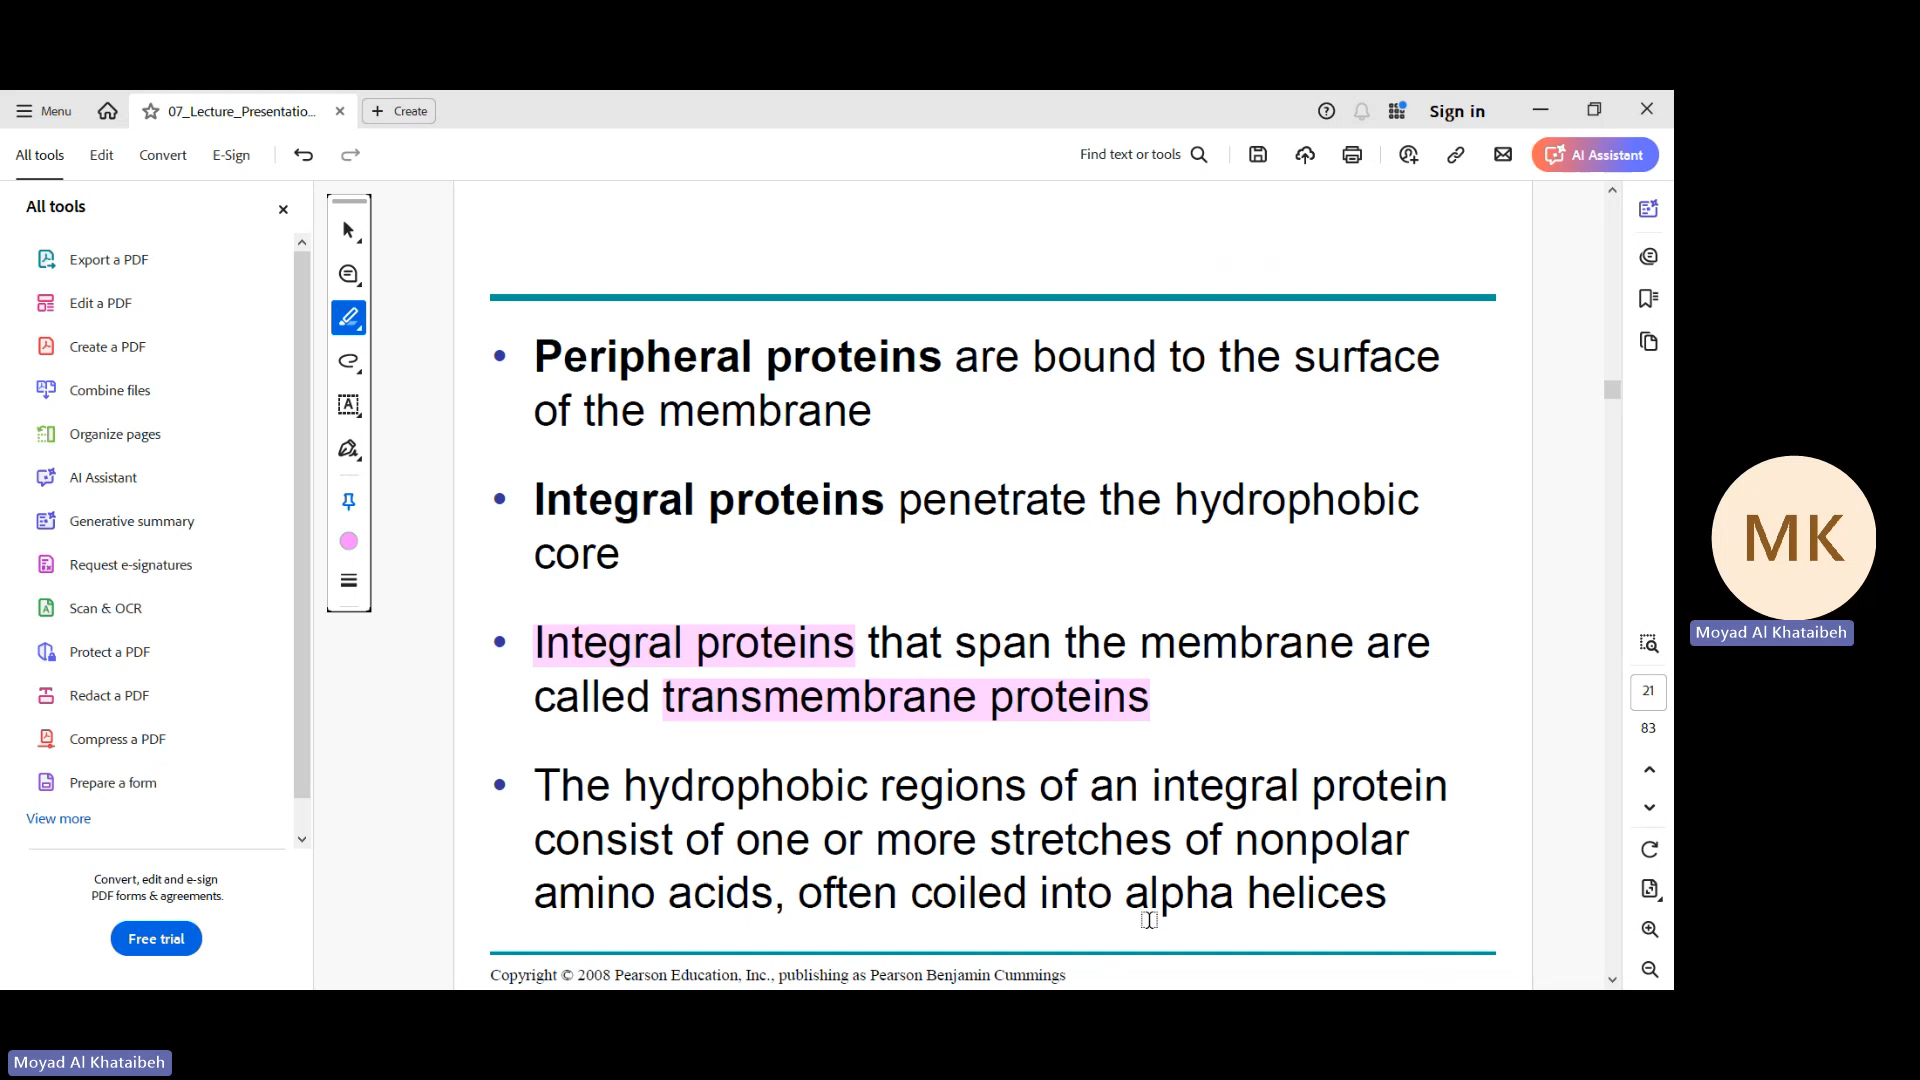 Menu
07_Lecture_Presentatio...
Create
Sign in
All tools
Edit
Convert
E-Sign
Find text or tools
AI Assistant
All tools
Export a PDF
Edit a PDF
Create a PDF
Combine files
Organize pages
AI Assistant
Generative summary
Request e-signatures
Scan & OCR
Protect a PDF
Redact a PDF
Compress a PDF
Prepare a form
View more
Convert, edit and e-sign
PDF forms & agreements.
Free trial
• Peripheral proteins are bound to the surface
of the membrane
• Integral proteins penetrate the hydrophobic
core
• Integral proteins that span the membrane are
called transmembrane proteins
• The hydrophobic regions of an integral protein
consist of one or more stretches of nonpolar
amino acids, often coiled into alpha helices
Copyright © 2008 Pearson Education, Inc., publishing as Pearson Benjamin Cummings
21
83
MK
Moyad Al Khataibeh
Moyad Al Khataibeh